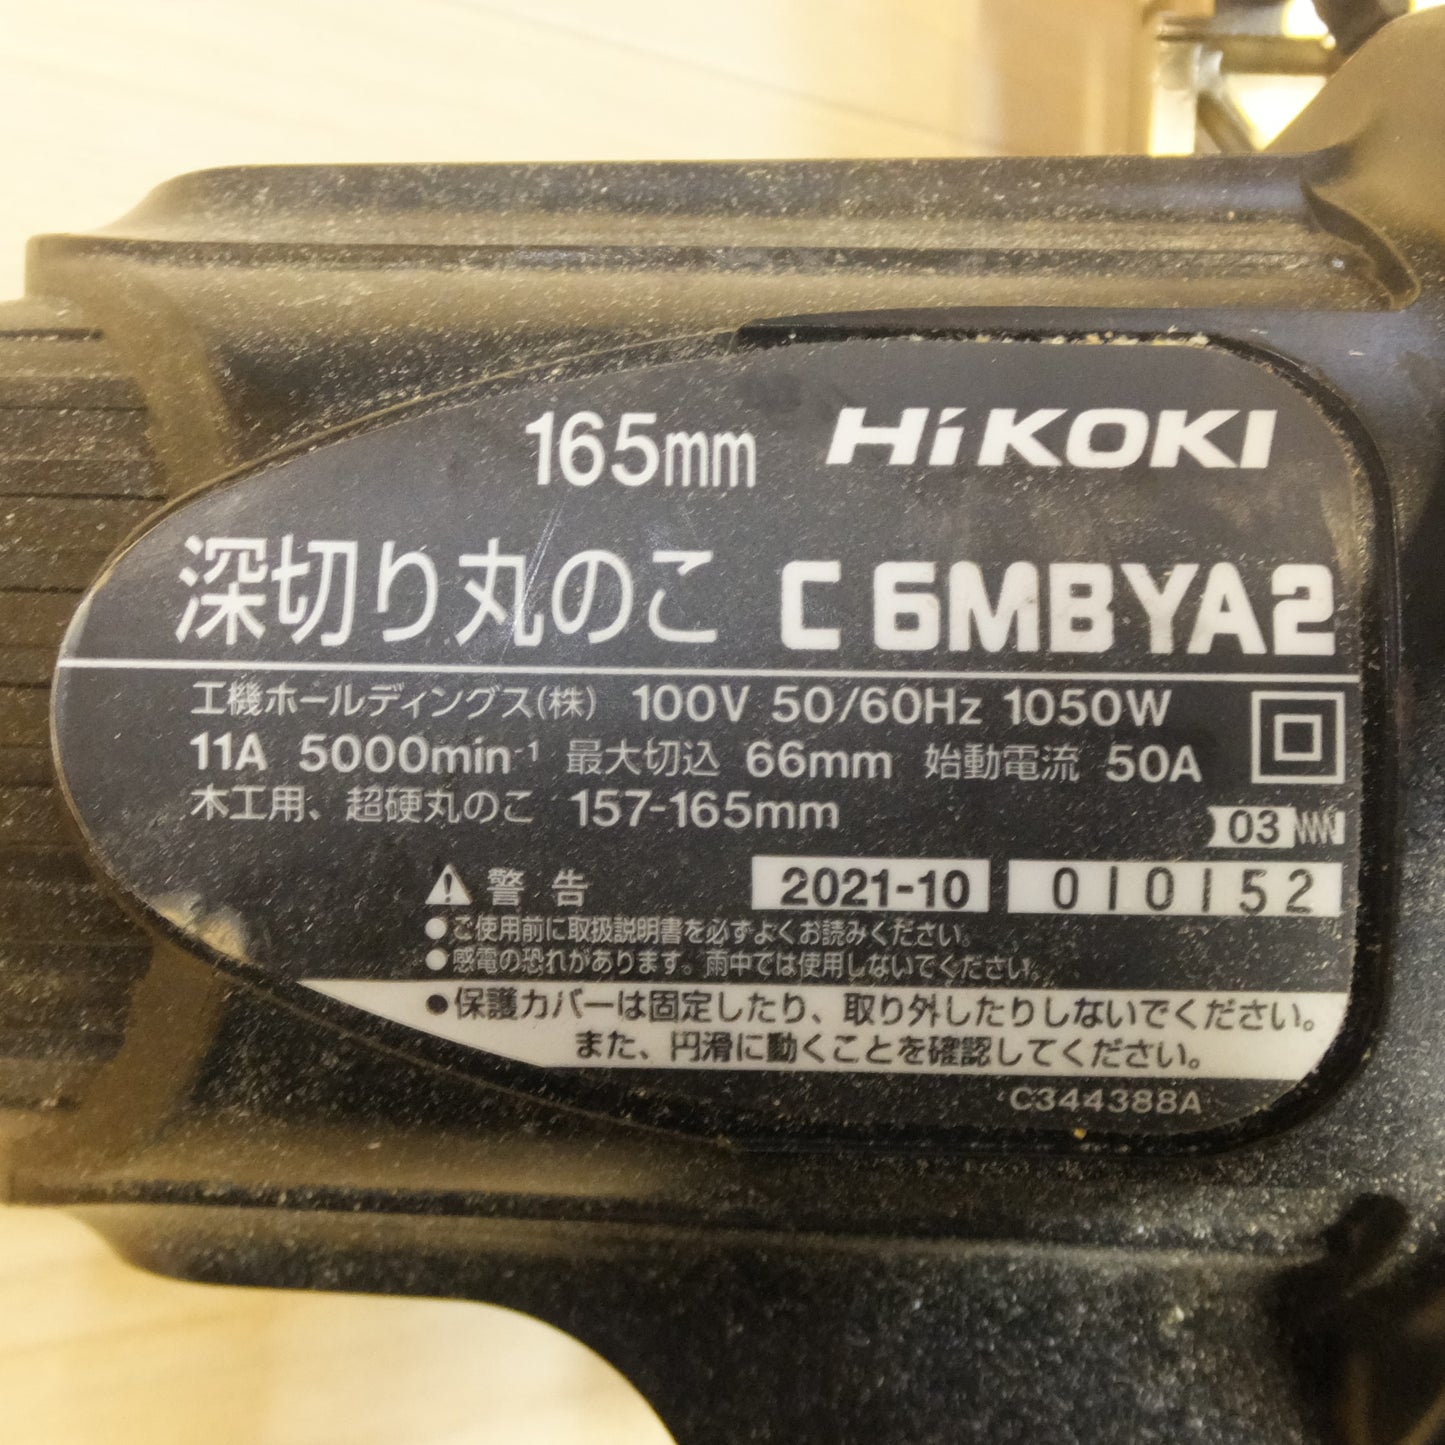 165mm HiKOKI
深切り丸のこ C 6MBYA2
工機ホールディングス(株) 100V 50/60Hz 1050W
11A 5000min⁻¹ 最大切込 66mm 始動電流 50A
木工用、超硬丸のこ 157-165mm
03
⚠ 警告 2021-10 010152
●ご使用前に取扱説明書を必ずよくお読みください。
●感電の恐れがあります。雨中では使用しないでください。
●保護カバーは固定したり、取り外したりしないでください。
また、円滑に動くことを確認してください。
C344388A